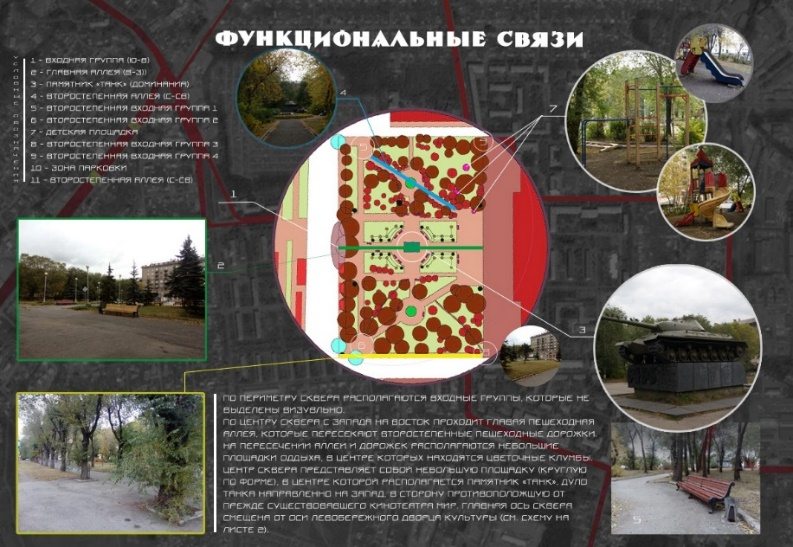 ФУНКЦИОНАЛЬНЫЕ СВЯЗИ
1 - ВХОДНАЯ ГРУППА (Ю-В)
2 - ГЛАВНАЯ АЛЛЕЯ (В-З))
3 - ПАМЯТНИК «ТАНК» (ДОМИНАНТА)
4 - ВТОРОСТЕПЕННАЯ АЛЛЕЯ (С-СВ)
5 - ВТОРОСТЕПЕННАЯ ВХОДНАЯ ГРУППА 1
6 - ВТОРОСТЕПЕННАЯ ВХОДНАЯ ГРУППА 2
7 - ДЕТСКАЯ ПЛОЩАДКА
8 - ВТОРОСТЕПЕННАЯ ВХОДНАЯ ГРУППА 3
9 - ВТОРОСТЕПЕННАЯ ВХОДНАЯ ГРУППА 4
10 - ЗОНА ПАРКОВКИ
11 - ВТОРОСТЕПЕННАЯ АЛЛЕЯ (С-СВ)
4
7
1
2
3
5
ПО ПЕРИМЕТРУ СКВЕРА РАСПОЛАГАЮТСЯ ВХОДНЫЕ ГРУППЫ, КОТОРЫЕ НЕ
ВЫДЕЛЕНЫ ВИЗУАЛЬНО.
ПО ЦЕНТРУ СКВЕРА С ЗАПАДА НА ВОСТОК ПРОХОДИТ ГЛАВАЯ ПЕШЕХОДНАЯ
АЛЛЕЯ, КОТОРЫЕ ПЕРЕСЕКАЮТ ВТОРОСТЕПЕННЫЕ ПЕШЕХОДНЫЕ ДОРОЖКИ.
НА ПЕРЕСЕЧЕНИИ АЛЛЕИ И ДОРОЖЕК РАСПОЛАГАЮТСЯ НЕБОЛЬШИЕ
ПЛОЩАДКИ ОДДЫХА, В ЦЕНТРЕ КОТОРЫХ НАХОДЯТСЯ ЦВЕТОЧНЫЕ КЛУМБЫ.
ЦЕНТР СКВЕРА ПРЕДСТАВЛЯЕТ СОБОЙ НЕБОЛЬШУЮ ПЛОЩАДКУ (КРУГЛУЮ
ПО ФОРМЕ), В ЦЕНТРЕ КОТОРОЙ РАСПОЛАГАЕТСЯ ПАМЯТНИК «ТАНК». ДУЛО
ТАНКА НАПРАВЛЕННО НА ЗАПАД, В СТОРОНУ ПРОТИВОПОЛОЖШУЮ ОТ
ПРЕЖДЕ СУЩЕСТВОВАВШЕГО КИНОТЕАТРА МИР. ГЛАВНАЯ ОСЬ СКВЕРА
СМЕЩЕНА ОТ ОСИ ЛЕВОБЕРЕЖНОГО ДВОРЦА КУЛЬТУРЫ (СМ. СХЕМУ НА
ЛИСТЕ 2).